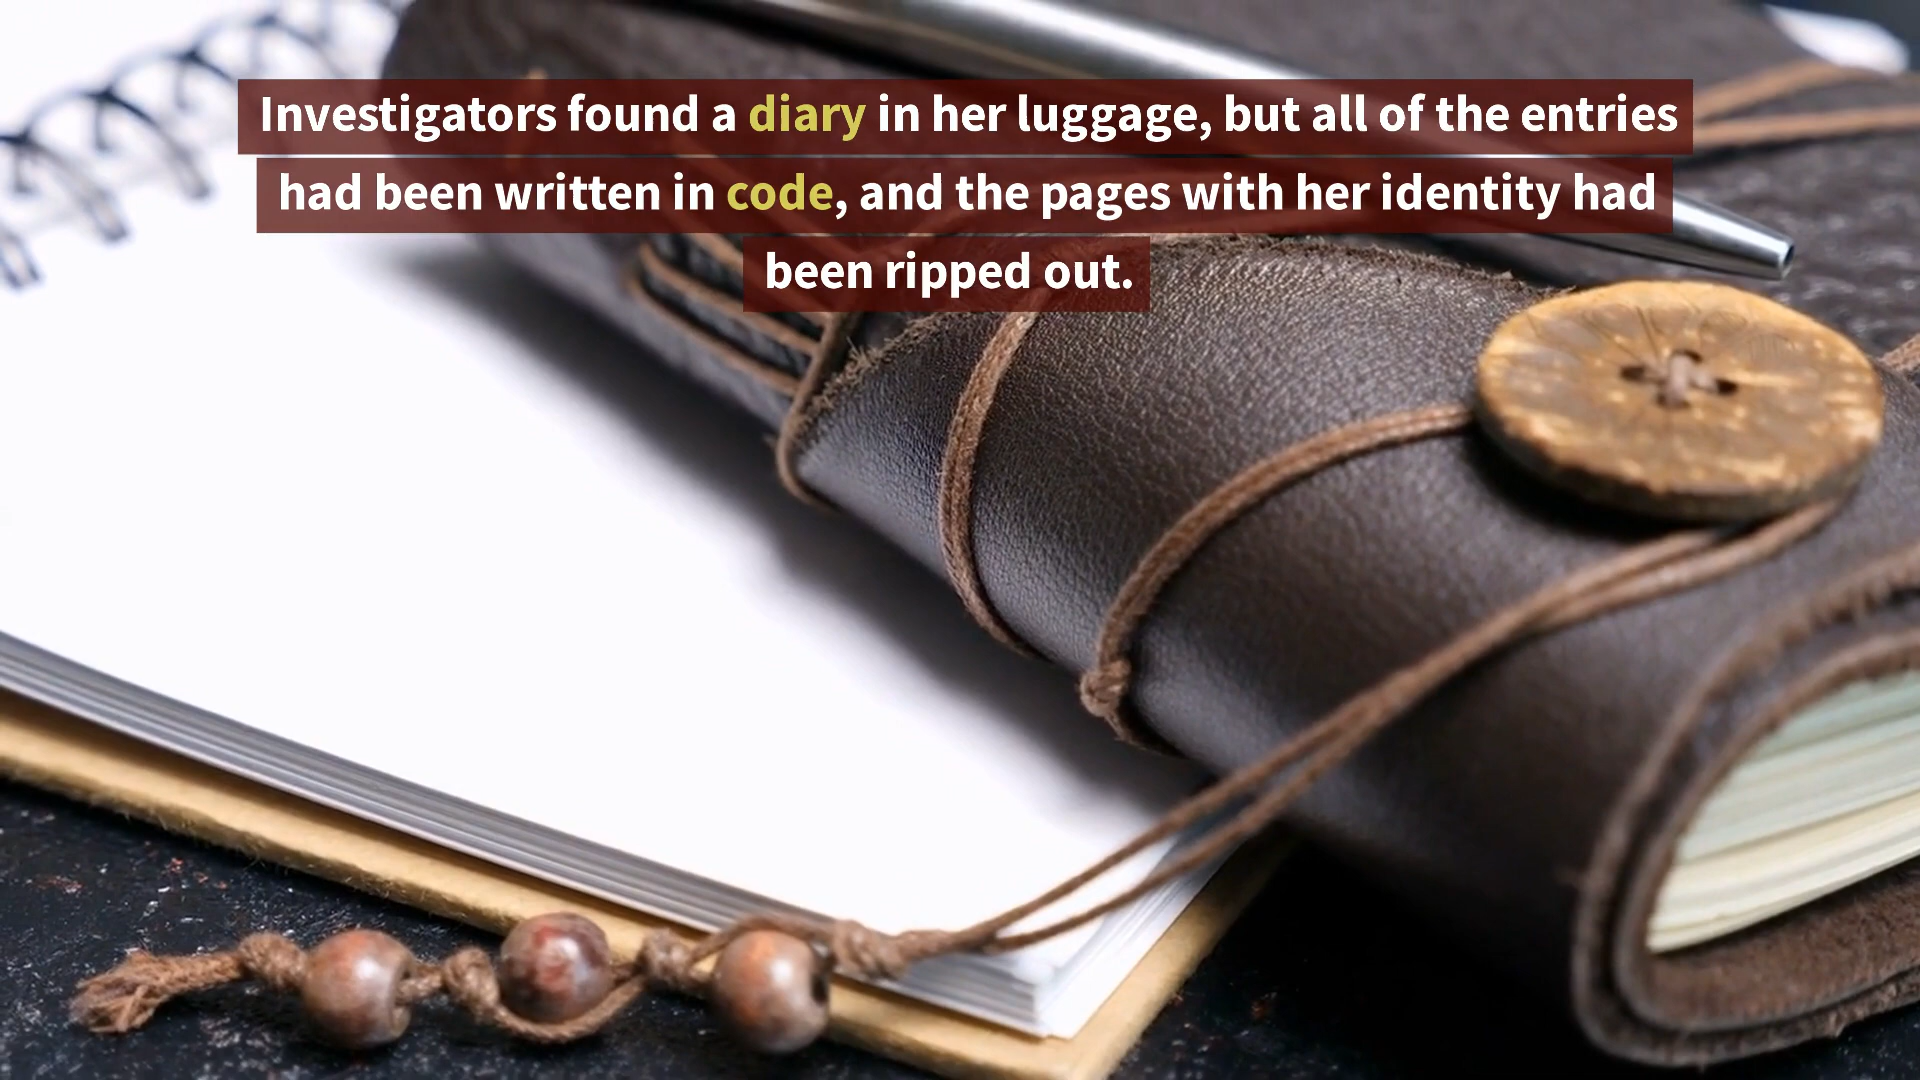 Investigators found a diary in her luggage, but all of the entries
had been written in code, and the pages with her identity had
been ripped out.